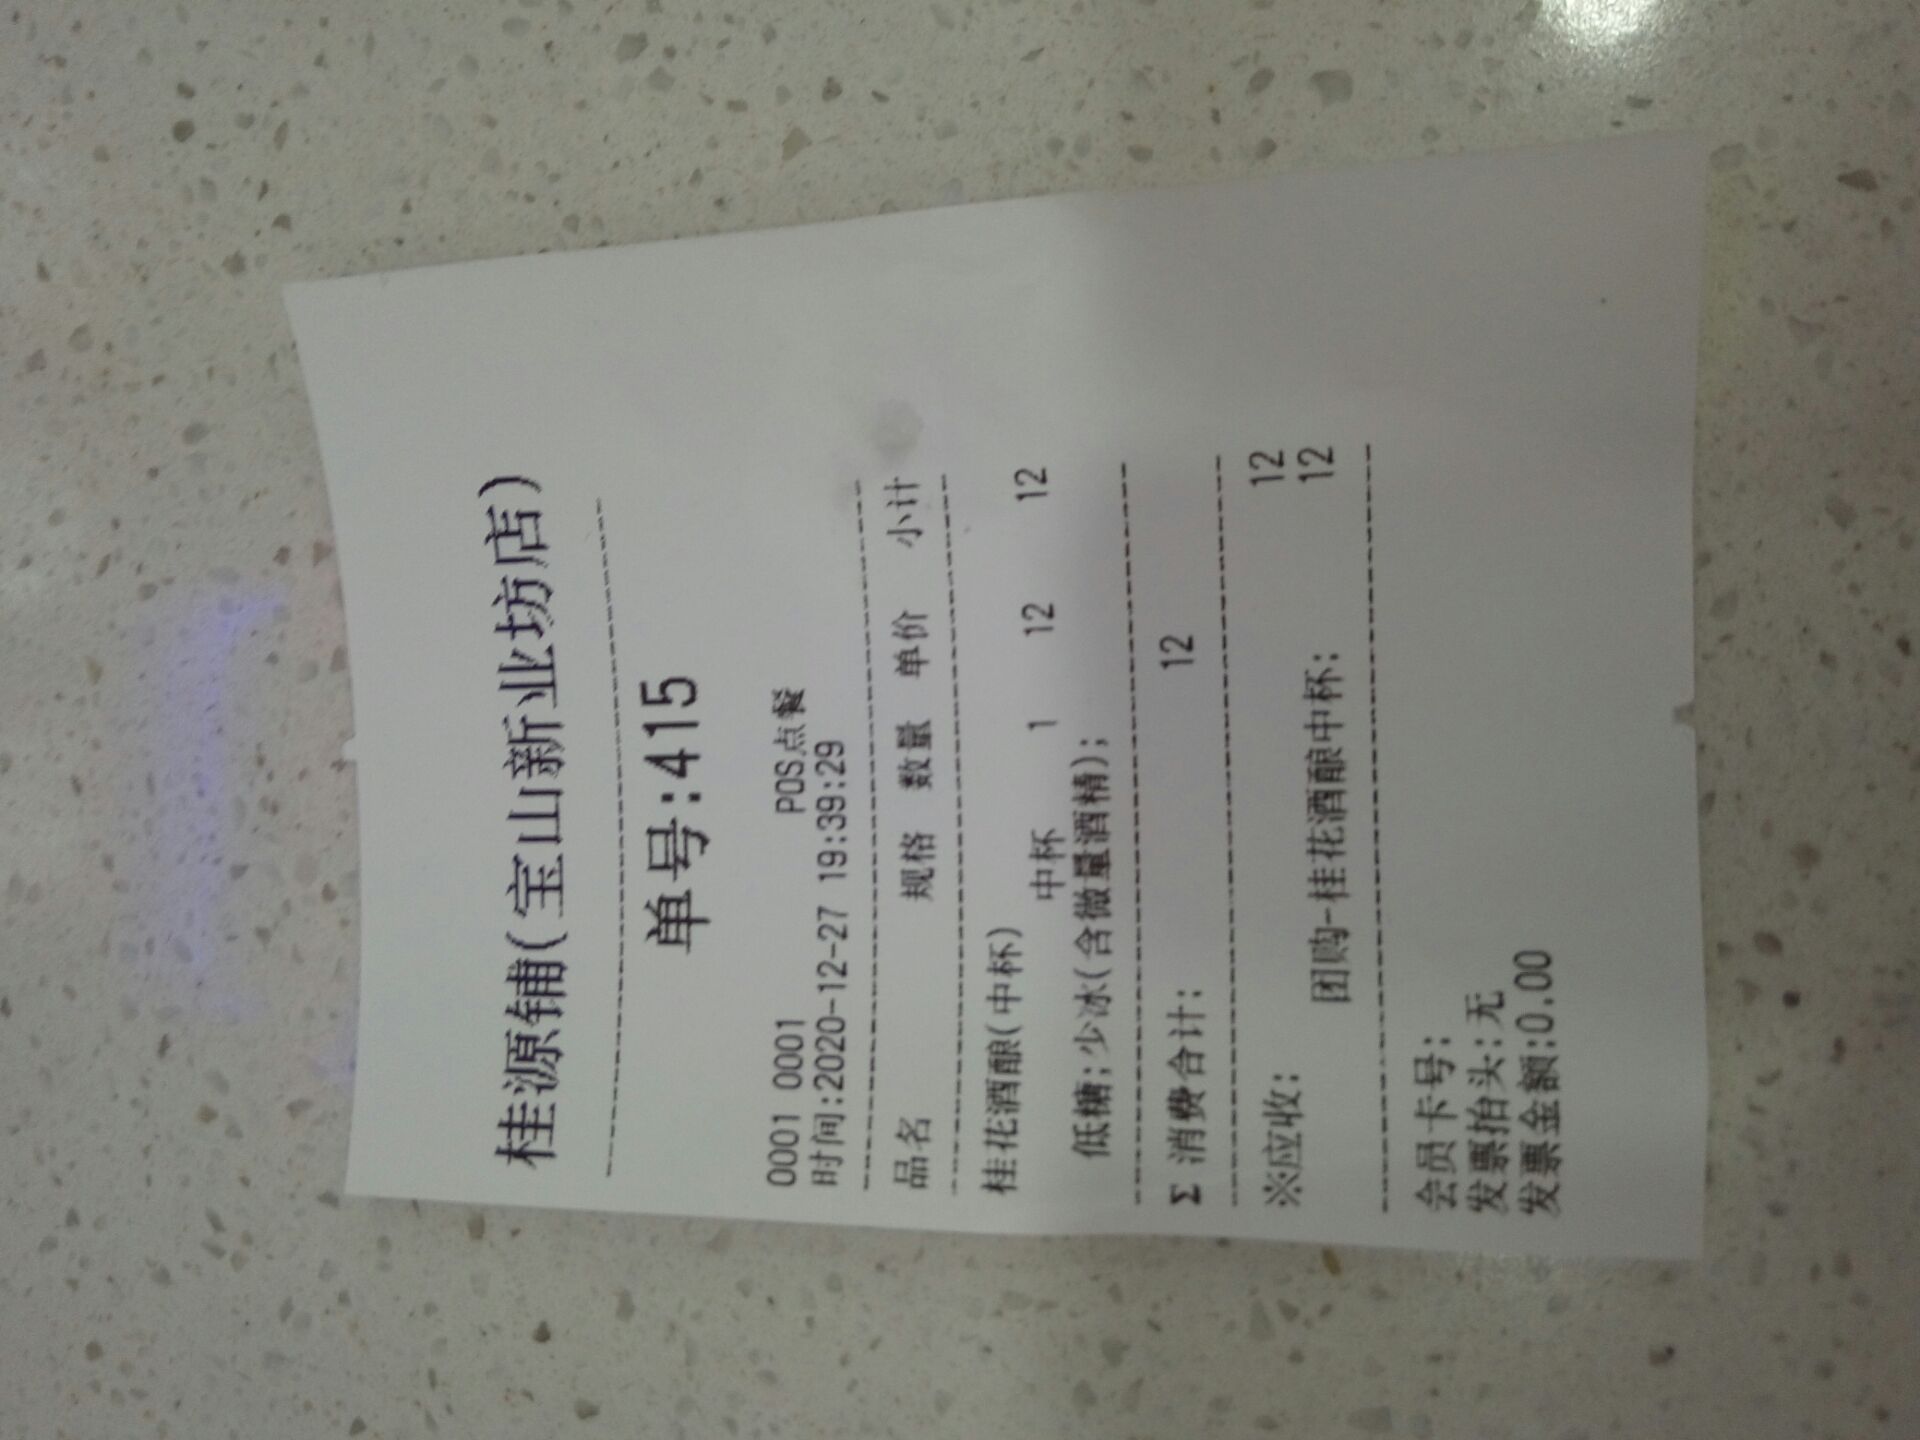 桂源铺(宝山新业坊店)
单号:415
0001 0001 POS点餐
时间:2020-12-27 19:39:29
品名 规格 数量 单价 小计
桂花酒酿(中杯)
中杯 1 12 12
低糖;少冰(含微量酒精);
Σ 消费合计: 12
※应收: 12
团购-桂花酒酿中杯: 12
会员卡号:
发票抬头:无
发票金额:0.00